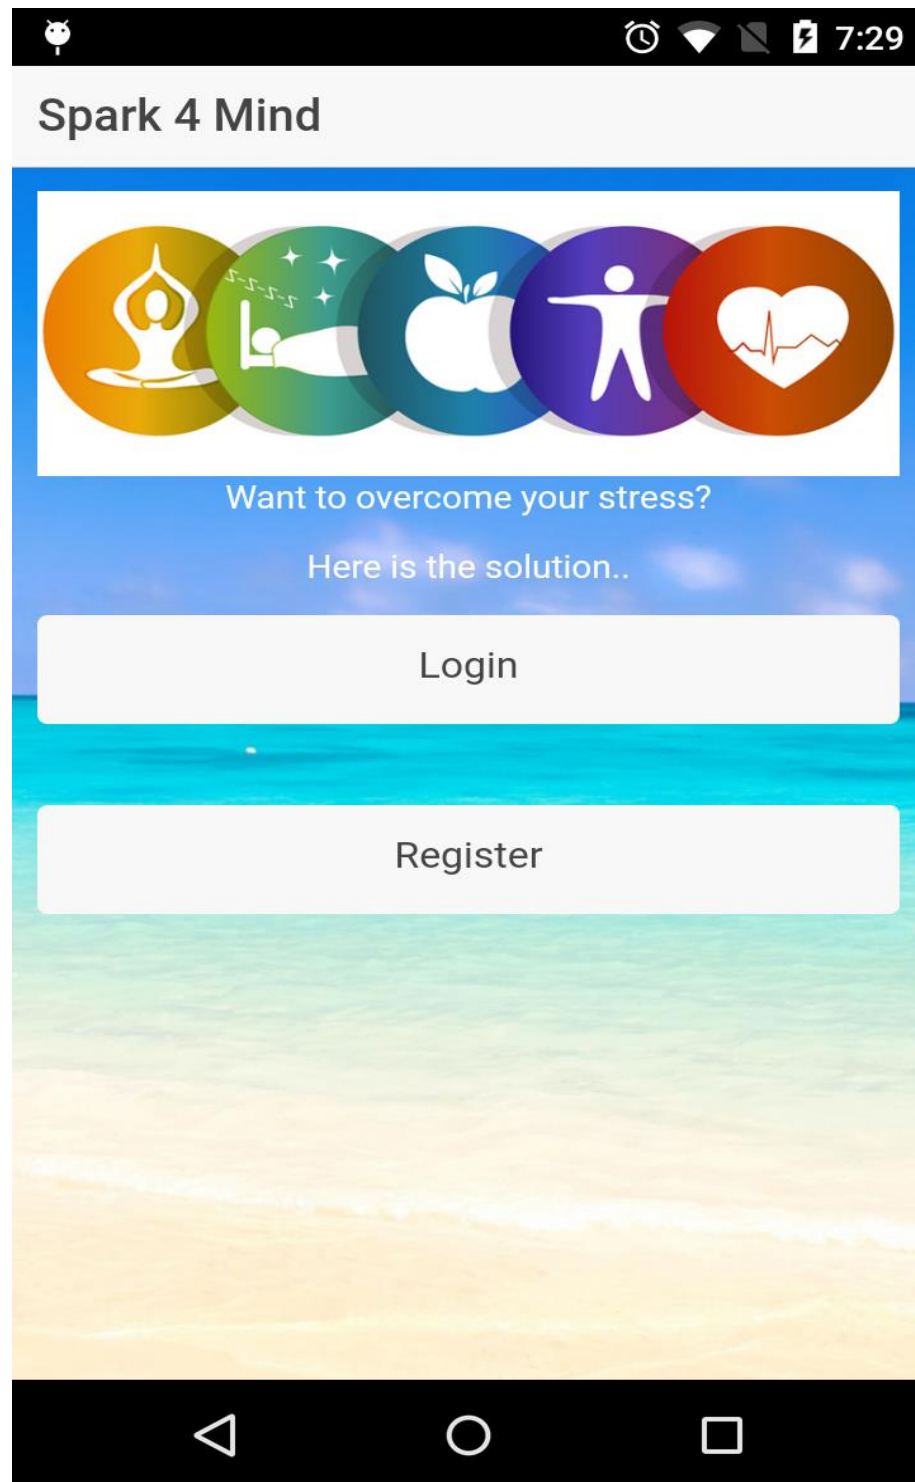 7:29
Spark 4 Mind
z-z-z-z-z
Want to overcome your stress?
Here is the solution..
Login
Register